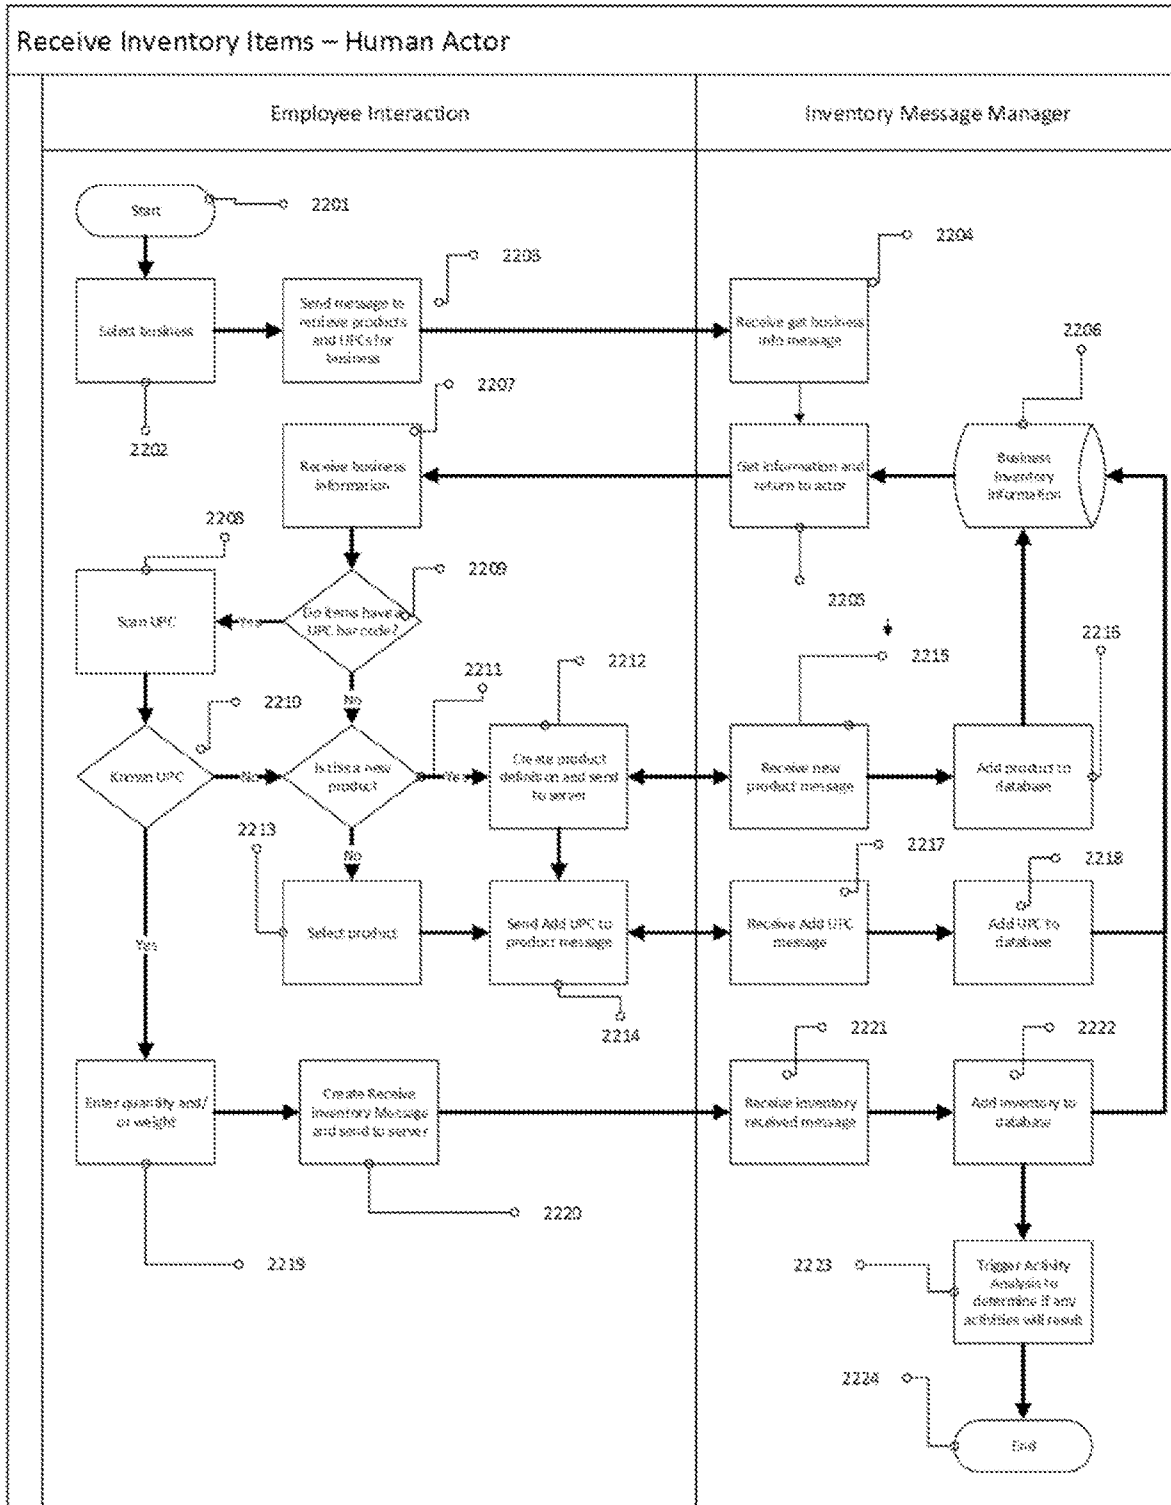 Receive Inventory Items – Human Actor
Employee Interaction
Inventory Message Manager
Start
2201
Select business
2202
Send message to
retrieve products
and UPCs for
business
2203
Receive get business
info message
2204
2206
2207
Receive business
information
Get information and
return to actor
2205
Business
Inventory
Information
2208
Scan UPC
2209
Do items have a
UPC bar code?
Yes
No
2210
Known UPC
No
2211
Is this a new
product
Yes
2212
Create product
definition and send
to server
2215
Receive new
product message
2216
Add product to
database
2213
No
Select product
Send Add UPC to
product message
2214
2217
Receive Add UPC
message
2218
Add UPC to
database
Yes
Enter quantity and/
or weight
2219
Create Receive
Inventory Message
and send to server
2220
2221
Receive inventory
received message
2222
Add inventory to
database
2223
Trigger Activity
Analysis to
determine if any
activities will result
2224
End